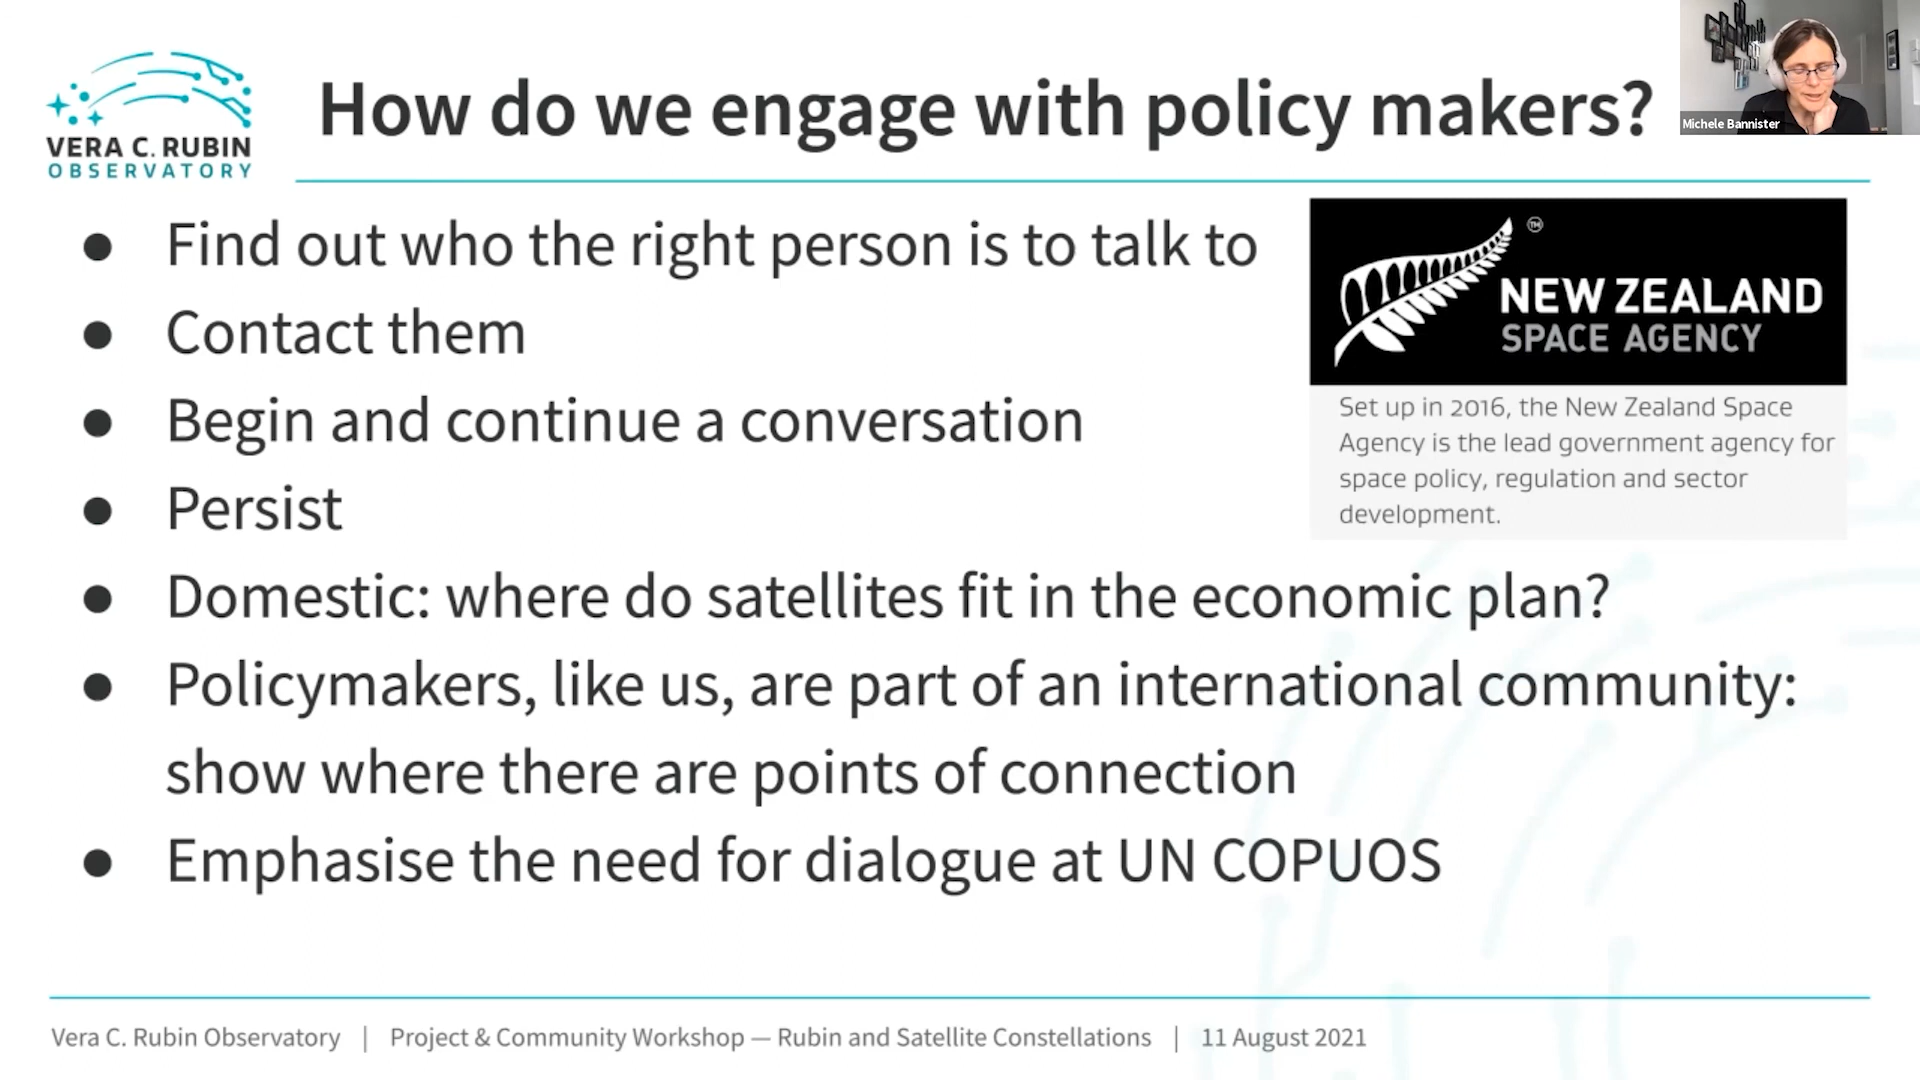 VERA C. RUBIN
OBSERVATORY
How do we engage with policy makers?
Michele Bannister
● Find out who the right person is to talk to
● Contact them
● Begin and continue a conversation
● Persist
● Domestic: where do satellites fit in the economic plan?
● Policymakers, like us, are part of an international community:
show where there are points of connection
● Emphasise the need for dialogue at UN COPUOS
TM
NEW ZEALAND
SPACE AGENCY
Set up in 2016, the New Zealand Space
Agency is the lead government agency for
space policy, regulation and sector
development.
Vera C. Rubin Observatory | Project & Community Workshop — Rubin and Satellite Constellations | 11 August 2021